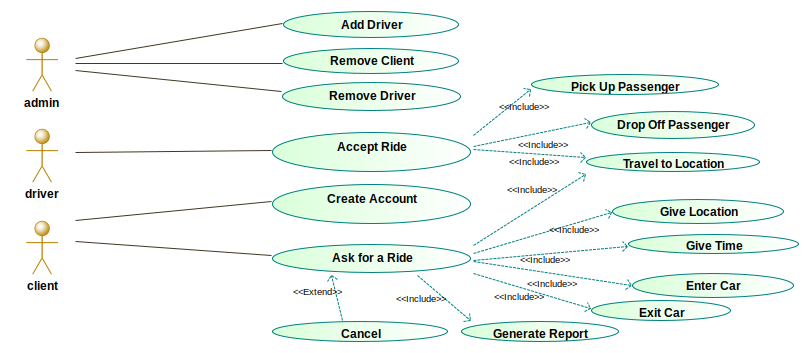 Add Driver
Remove Client
Remove Driver
admin
Pick Up Passenger
<<Include>>
Drop Off Passenger
Accept Ride
<<Include>>
<<Include>>
Travel to Location
driver
<<Include>>
Create Account
Give Location
<<Include>>
Give Time
Ask for a Ride
<<Include>>
client
<<Include>>
Enter Car
<<Extend>>
<<Include>>
<<Include>>
Exit Car
Cancel
Generate Report